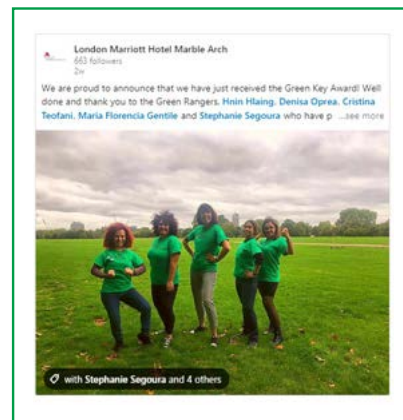 London Marriott Hotel Marble Arch
663 followers
2w
We are proud to announce that we have just received the Green Key Award! Well
done and thank you to the Green Rangers. Hnin Hlaing, Denisa Oprea, Cristina
Teofani, Maria Florencia Gentile and Stephanie Segoura who have p ...see more
with Stephanie Segoura and 4 others